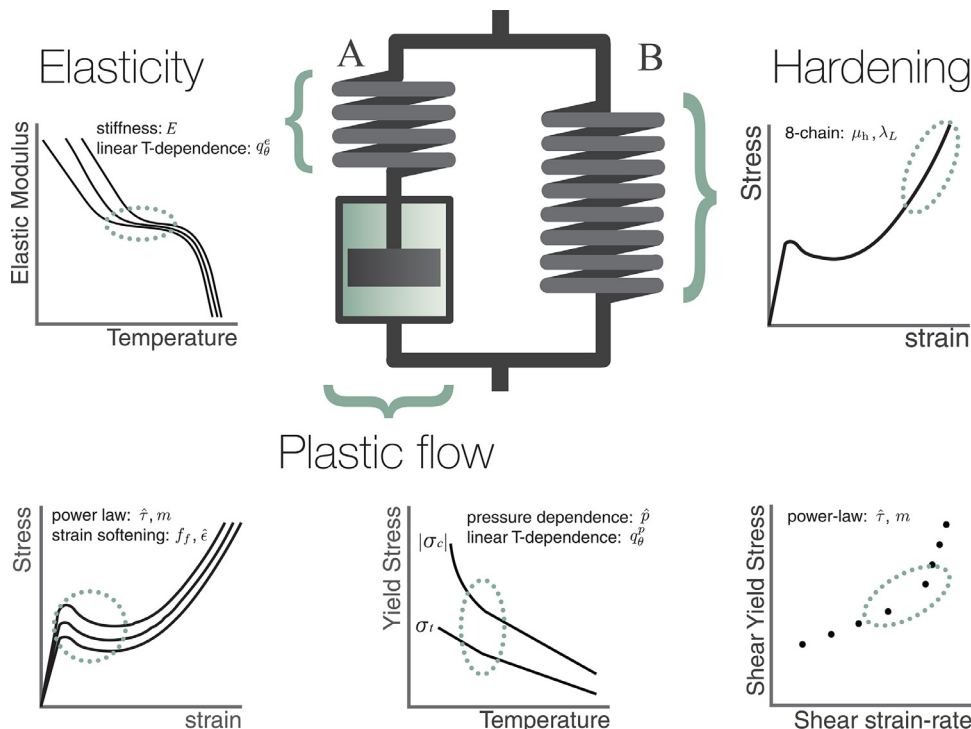 Elasticity
A
B
Hardening
stiffness: E
linear T-dependence: q_θ^e
Elastic Modulus
Temperature
8-chain: μ_h, λ_L
Stress
strain
Plastic flow
power law: τ̂, m
strain softening: f_f, ϵ̂
Stress
strain
pressure dependence: p̂
linear T-dependence: q_θ^p
|σ_c|
σ_t
Yield Stress
Temperature
power-law: τ̂, m
Shear Yield Stress
Shear strain-rate